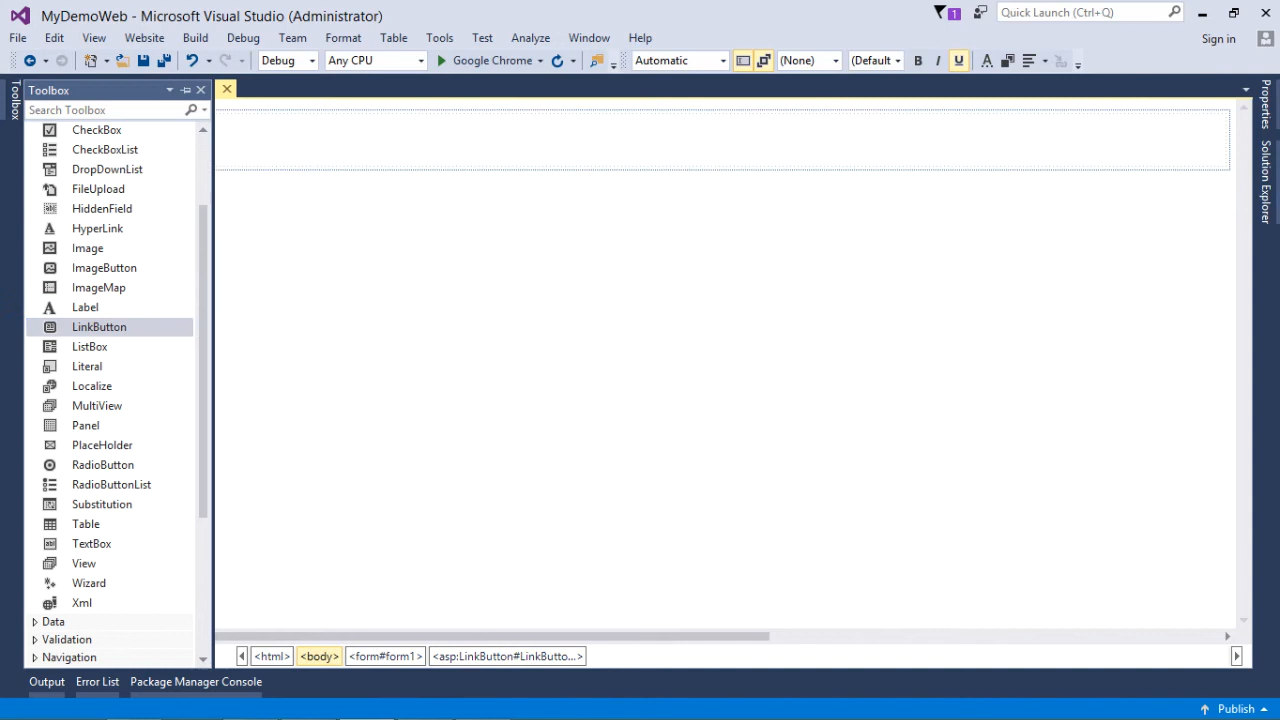 MyDemoWeb - Microsoft Visual Studio (Administrator)
1
Quick Launch (Ctrl+Q)
File Edit View Website Build Debug Team Format Table Tools Test Analyze Window Help
Sign in
Debug Any CPU Google Chrome Automatic (None) (Default B I U A
Toolbox
Toolbox
Search Toolbox
CheckBox
CheckBoxList
DropDownList
FileUpload
HiddenField
HyperLink
Image
ImageButton
ImageMap
Label
LinkButton
ListBox
Literal
Localize
MultiView
Panel
PlaceHolder
RadioButton
RadioButtonList
Substitution
Table
TextBox
View
Wizard
Xml
Data
Validation
Navigation
Properties
Solution Explorer
<html> <body> <form#form1> <asp:LinkButton#LinkButto...>
Output Error List Package Manager Console
Publish